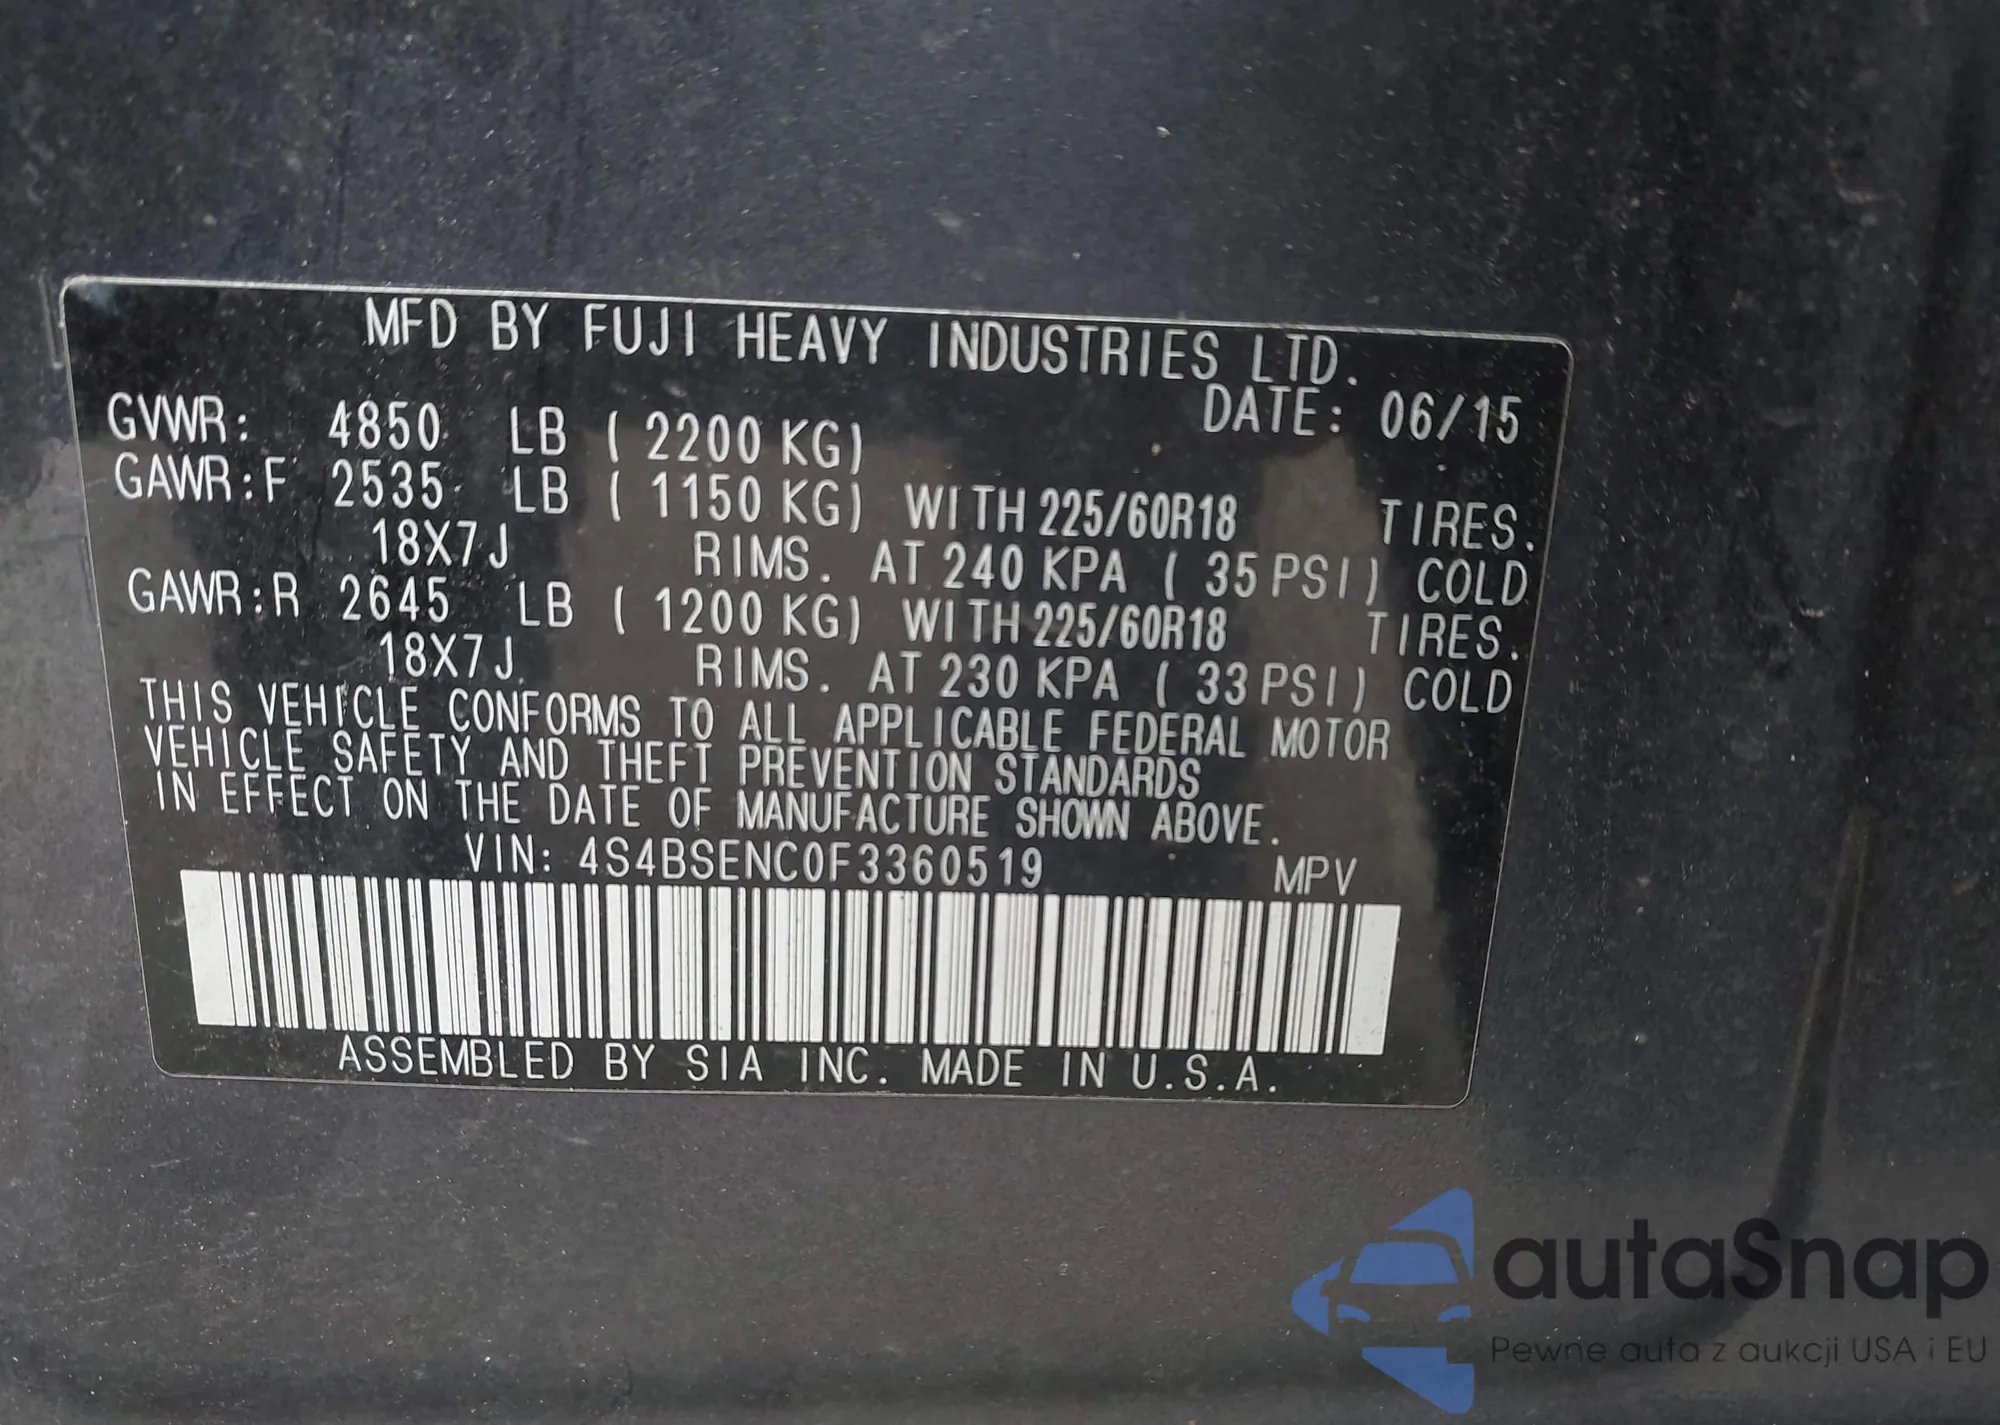 MFD BY FUJI HEAVY INDUSTRIES LTD.
DATE: 06/15
GVWR: 4850 LB ( 2200 KG)
GAWR:F 2535 LB ( 1150 KG) WITH 225/60R18 TIRES.
18X7J RIMS. AT 240 KPA ( 35 PSI) COLD
GAWR:R 2645 LB ( 1200 KG) WITH 225/60R18 TIRES.
18X7J RIMS. AT 230 KPA ( 33 PSI) COLD
THIS VEHICLE CONFORMS TO ALL APPLICABLE FEDERAL MOTOR
VEHICLE SAFETY AND THEFT PREVENTION STANDARDS
IN EFFECT ON THE DATE OF MANUFACTURE SHOWN ABOVE.
VIN: 4S4BSENC0F3360519 MPV
ASSEMBLED BY SIA INC. MADE IN U.S.A.
autaSnap
Pewne auta z aukcji USA i EU